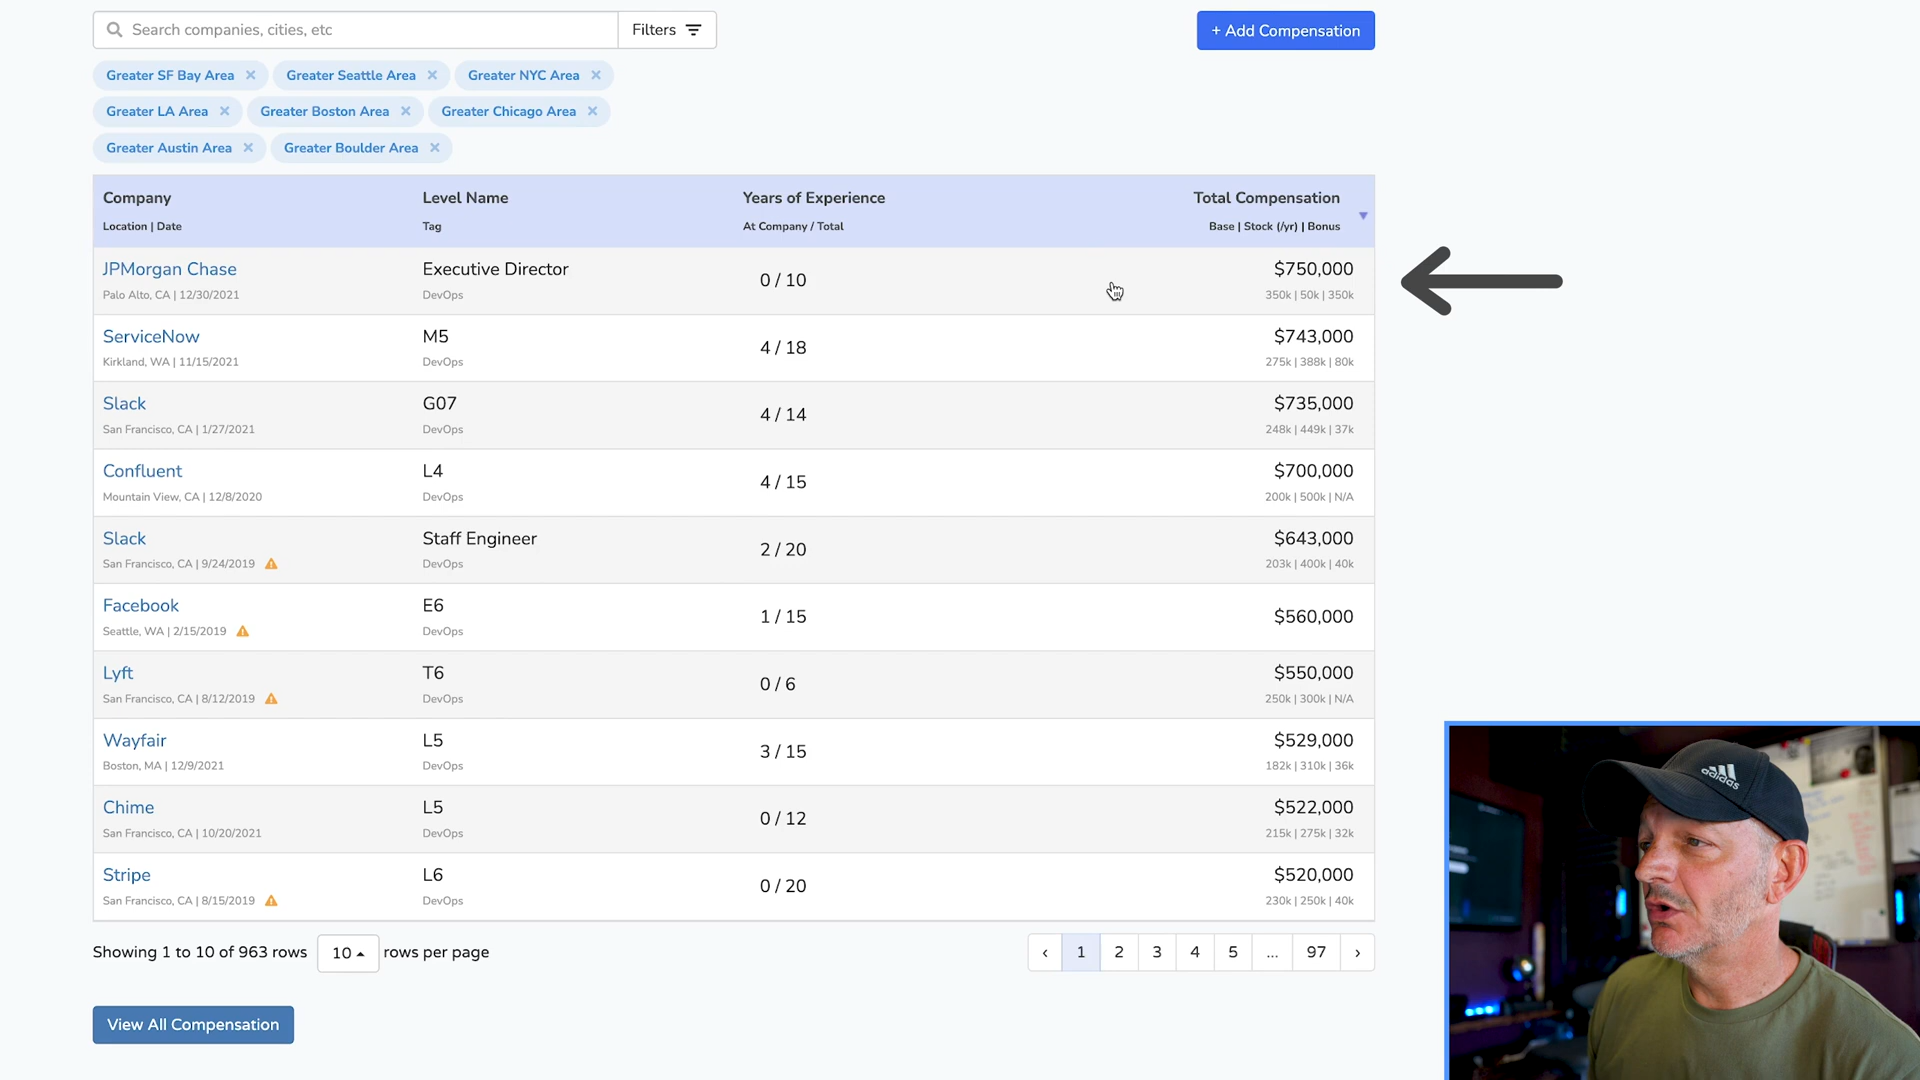 Search companies, cities, etc
Filters
+ Add Compensation
Greater SF Bay Area ×
Greater Seattle Area ×
Greater NYC Area ×
Greater LA Area ×
Greater Boston Area ×
Greater Chicago Area ×
Greater Austin Area ×
Greater Boulder Area ×
Company
Level Name
Years of Experience
Total Compensation
Location | Date
Tag
At Company / Total
Base | Stock (/yr) | Bonus
JPMorgan Chase
Executive Director
0 / 10
$750,000
Palo Alto, CA | 12/30/2021
DevOps
350k | 50k | 350k
ServiceNow
M5
4 / 18
$743,000
Kirkland, WA | 11/15/2021
DevOps
275k | 388k | 80k
Slack
G07
4 / 14
$735,000
San Francisco, CA | 1/27/2021
DevOps
248k | 449k | 37k
Confluent
L4
4 / 15
$700,000
Mountain View, CA | 12/8/2020
DevOps
200k | 500k | N/A
Slack
Staff Engineer
2 / 20
$643,000
San Francisco, CA | 9/24/2019
DevOps
203k | 400k | 40k
Facebook
E6
1 / 15
$560,000
Seattle, WA | 2/15/2019
DevOps
Lyft
T6
0 / 6
$550,000
San Francisco, CA | 8/12/2019
DevOps
250k | 300k | N/A
Wayfair
L5
3 / 15
$529,000
Boston, MA | 12/9/2021
DevOps
182k | 310k | 36k
Chime
L5
0 / 12
$522,000
San Francisco, CA | 10/20/2021
DevOps
215k | 275k | 32k
Stripe
L6
0 / 20
$520,000
San Francisco, CA | 8/15/2019
DevOps
230k | 250k | 40k
Showing 1 to 10 of 963 rows 10 rows per page
‹ 1 2 3 4 5 ... 97 ›
View All Compensation
adidas